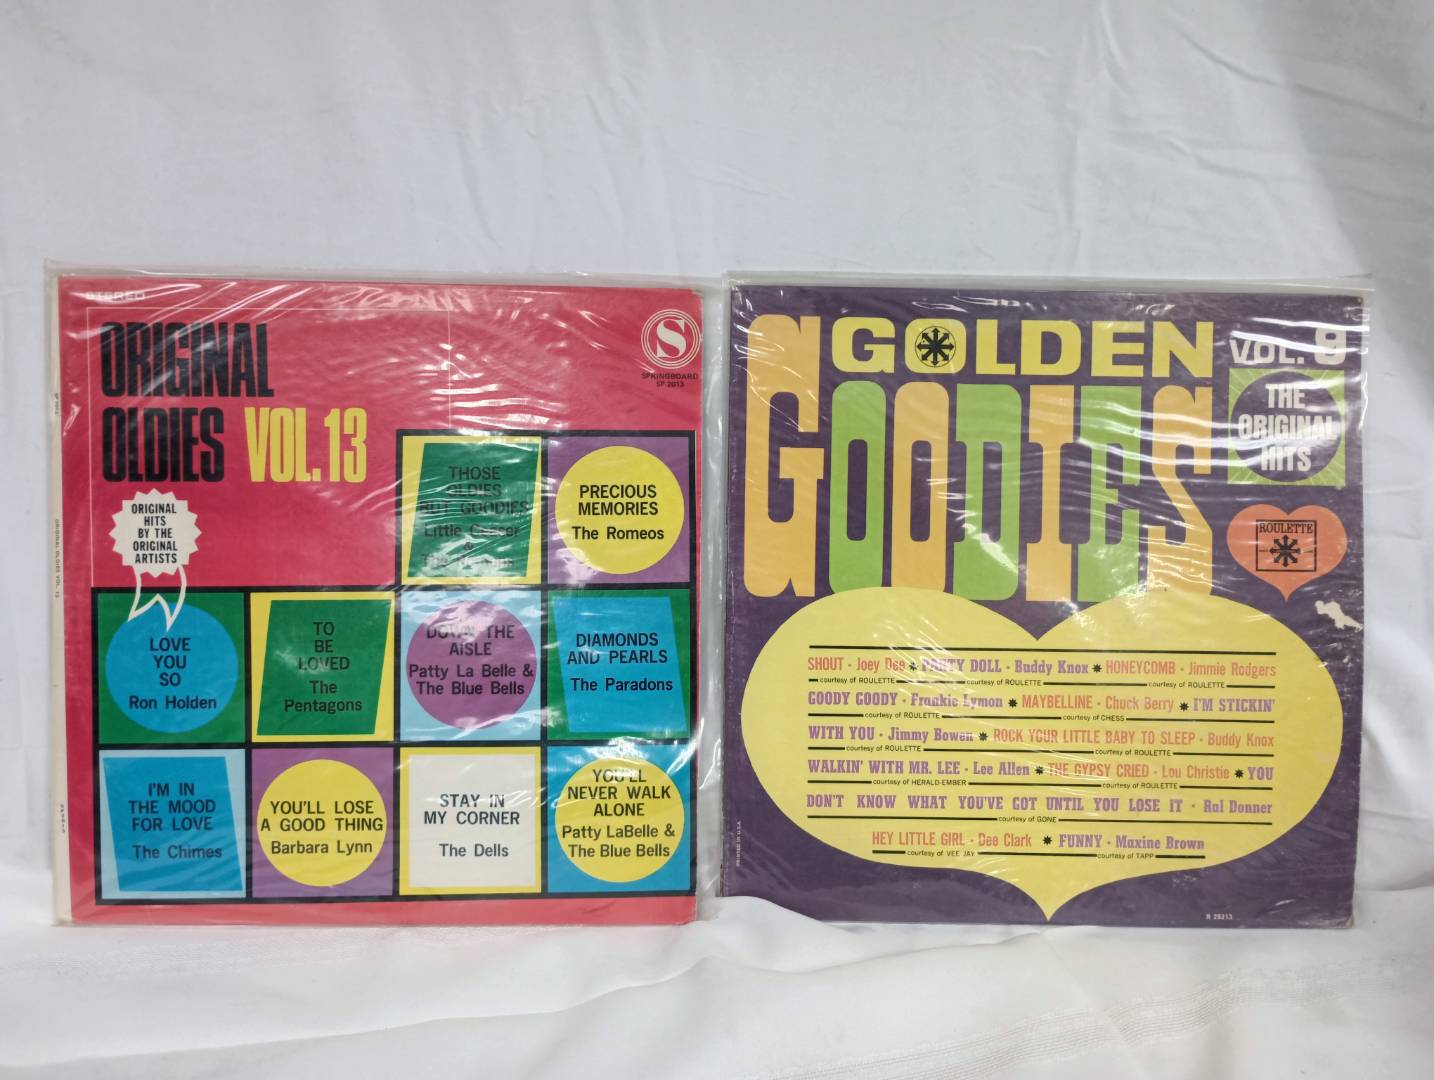 STEREO
ORIGINAL
OLDIES VOL.13
S
SPRINGBOARD
SP-2013
ORIGINAL
HITS
BY THE
ORIGINAL
ARTISTS
THOSE
OLDIES
BUT GOODIES
Little Ceaser
&
PRECIOUS
MEMORIES
The Romeos
LOVE
YOU
SO
Ron Holden
TO
BE
LOVED
The
Pentagons
DOWN THE
AISLE
Patty La Belle &
The Blue Bells
DIAMONDS
AND PEARLS
The Paradons
I'M IN
THE MOOD
FOR LOVE
The Chimes
YOU'LL LOSE
A GOOD THING
Barbara Lynn
STAY IN
MY CORNER
The Dells
YOU'LL
NEVER WALK
ALONE
Patty LaBelle &
The Blue Bells
ORIGINAL OLDIES VOL. 13
GOLDEN
GOODIES
VOL. 9
THE
ORIGINAL
HITS
ROULETTE
SHOUT · Joey Dee * PARTY DOLL · Buddy Knox * HONEYCOMB · Jimmie Rodgers
courtesy of ROULETTE courtesy of ROULETTE courtesy of ROULETTE
GOODY GOODY · Frankie Lymon * MAYBELLINE · Chuck Berry * I'M STICKIN'
courtesy of ROULETTE courtesy of CHESS
WITH YOU · Jimmy Bowen * ROCK YOUR LITTLE BABY TO SLEEP · Buddy Knox
courtesy of ROULETTE courtesy of ROULETTE
WALKIN' WITH MR. LEE · Lee Allen * THE GYPSY CRIED · Lou Christie * YOU
courtesy of HERALD-EMBER courtesy of ROULETTE
DON'T KNOW WHAT YOU'VE GOT UNTIL YOU LOSE IT · Ral Donner
courtesy of GONE
HEY LITTLE GIRL · Dee Clark * FUNNY · Maxine Brown
courtesy of VEE JAY courtesy of TAPP
PRINTED IN U.S.A.
R 25213